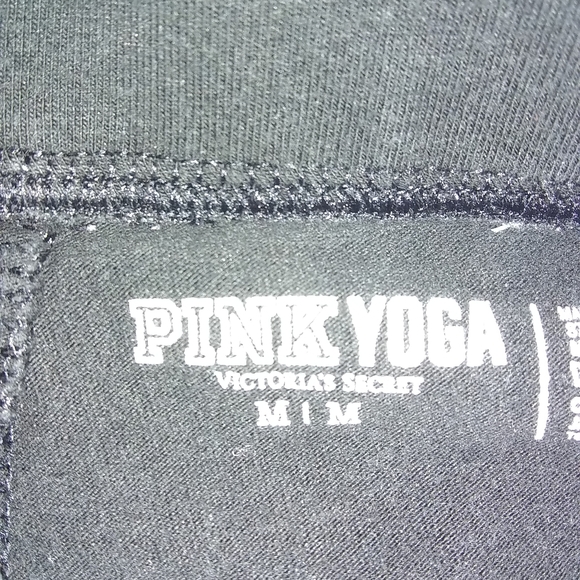 PINK YOGA
VICTORIA'S SECRET
M | M